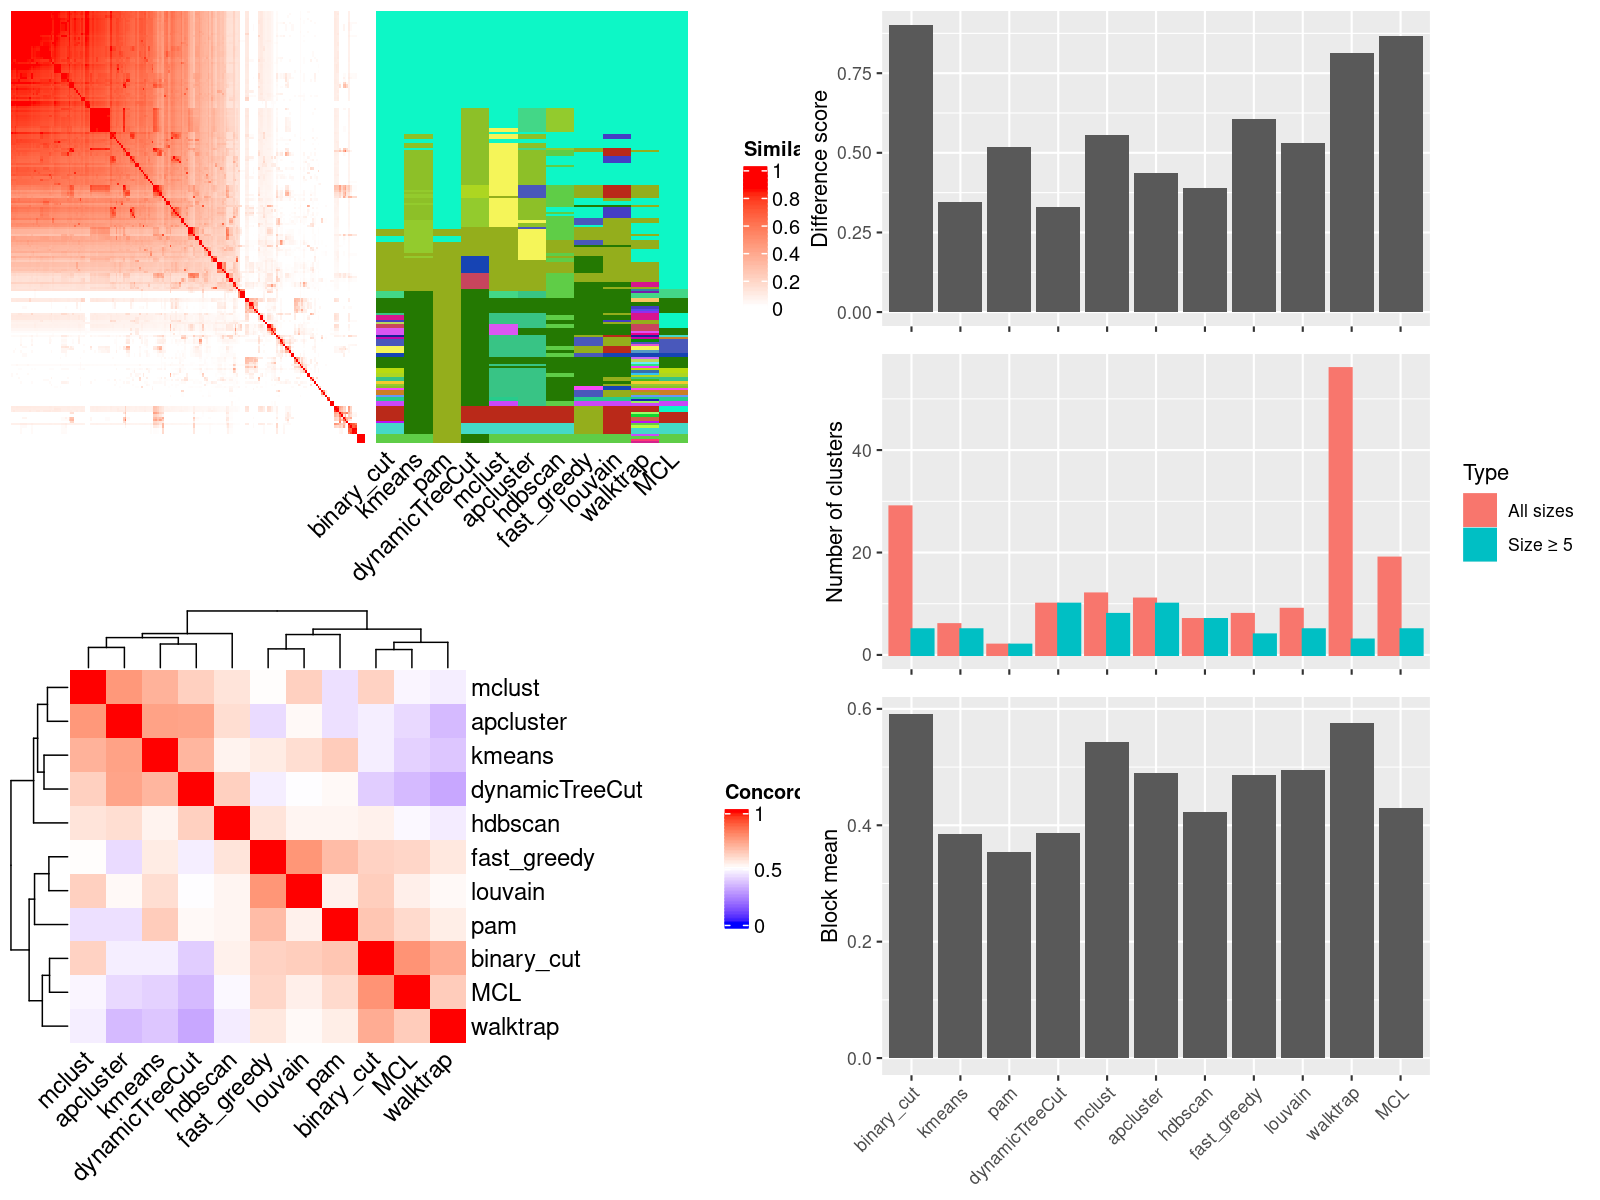 Simila
1
0.8
0.6
0.4
0.2
0
binary_cut
kmeans
pam
dynamicTreeCut
mclust
apcluster
hdbscan
fast_greedy
louvain
walktrap
MCL
Difference score
0.75
0.50
0.25
0.00
Number of clusters
40
20
0
Type
All sizes
Size ≥ 5
mclust
apcluster
kmeans
dynamicTreeCut
hdbscan
fast_greedy
louvain
pam
binary_cut
MCL
walktrap
mclust
apcluster
kmeans
dynamicTreeCut
hdbscan
fast_greedy
louvain
pam
binary_cut
MCL
walktrap
Concord
1
0.5
0
Block mean
0.6
0.4
0.2
0.0
binary_cut
kmeans
pam
dynamicTreeCut
mclust
apcluster
hdbscan
fast_greedy
louvain
walktrap
MCL